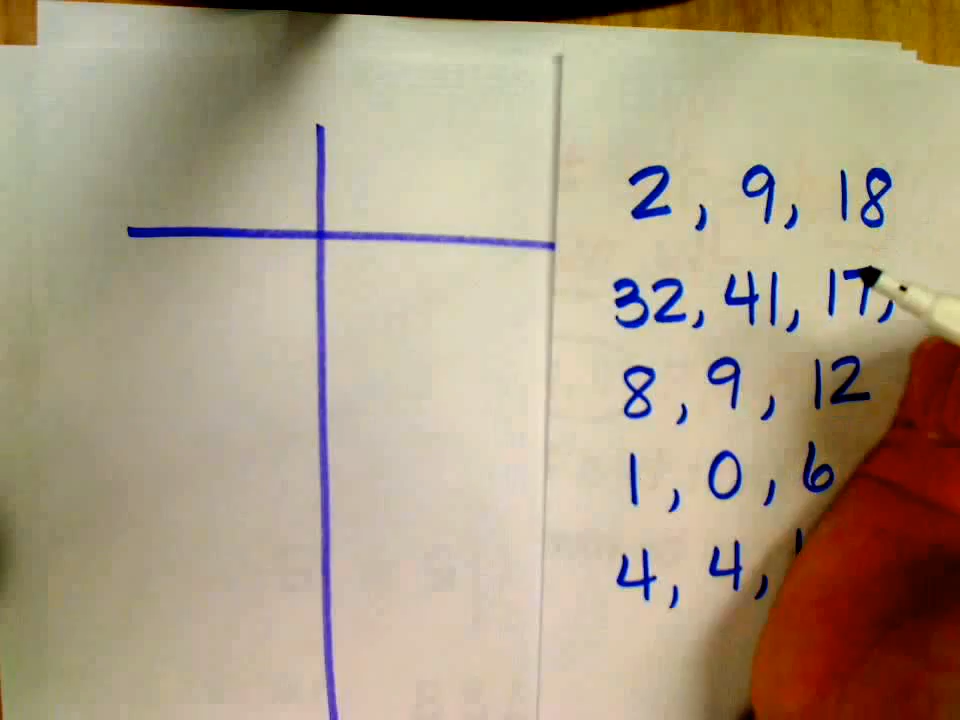 2, 9, 18
32, 41, 17,
8, 9, 12
1, 0, 6
4, 4,